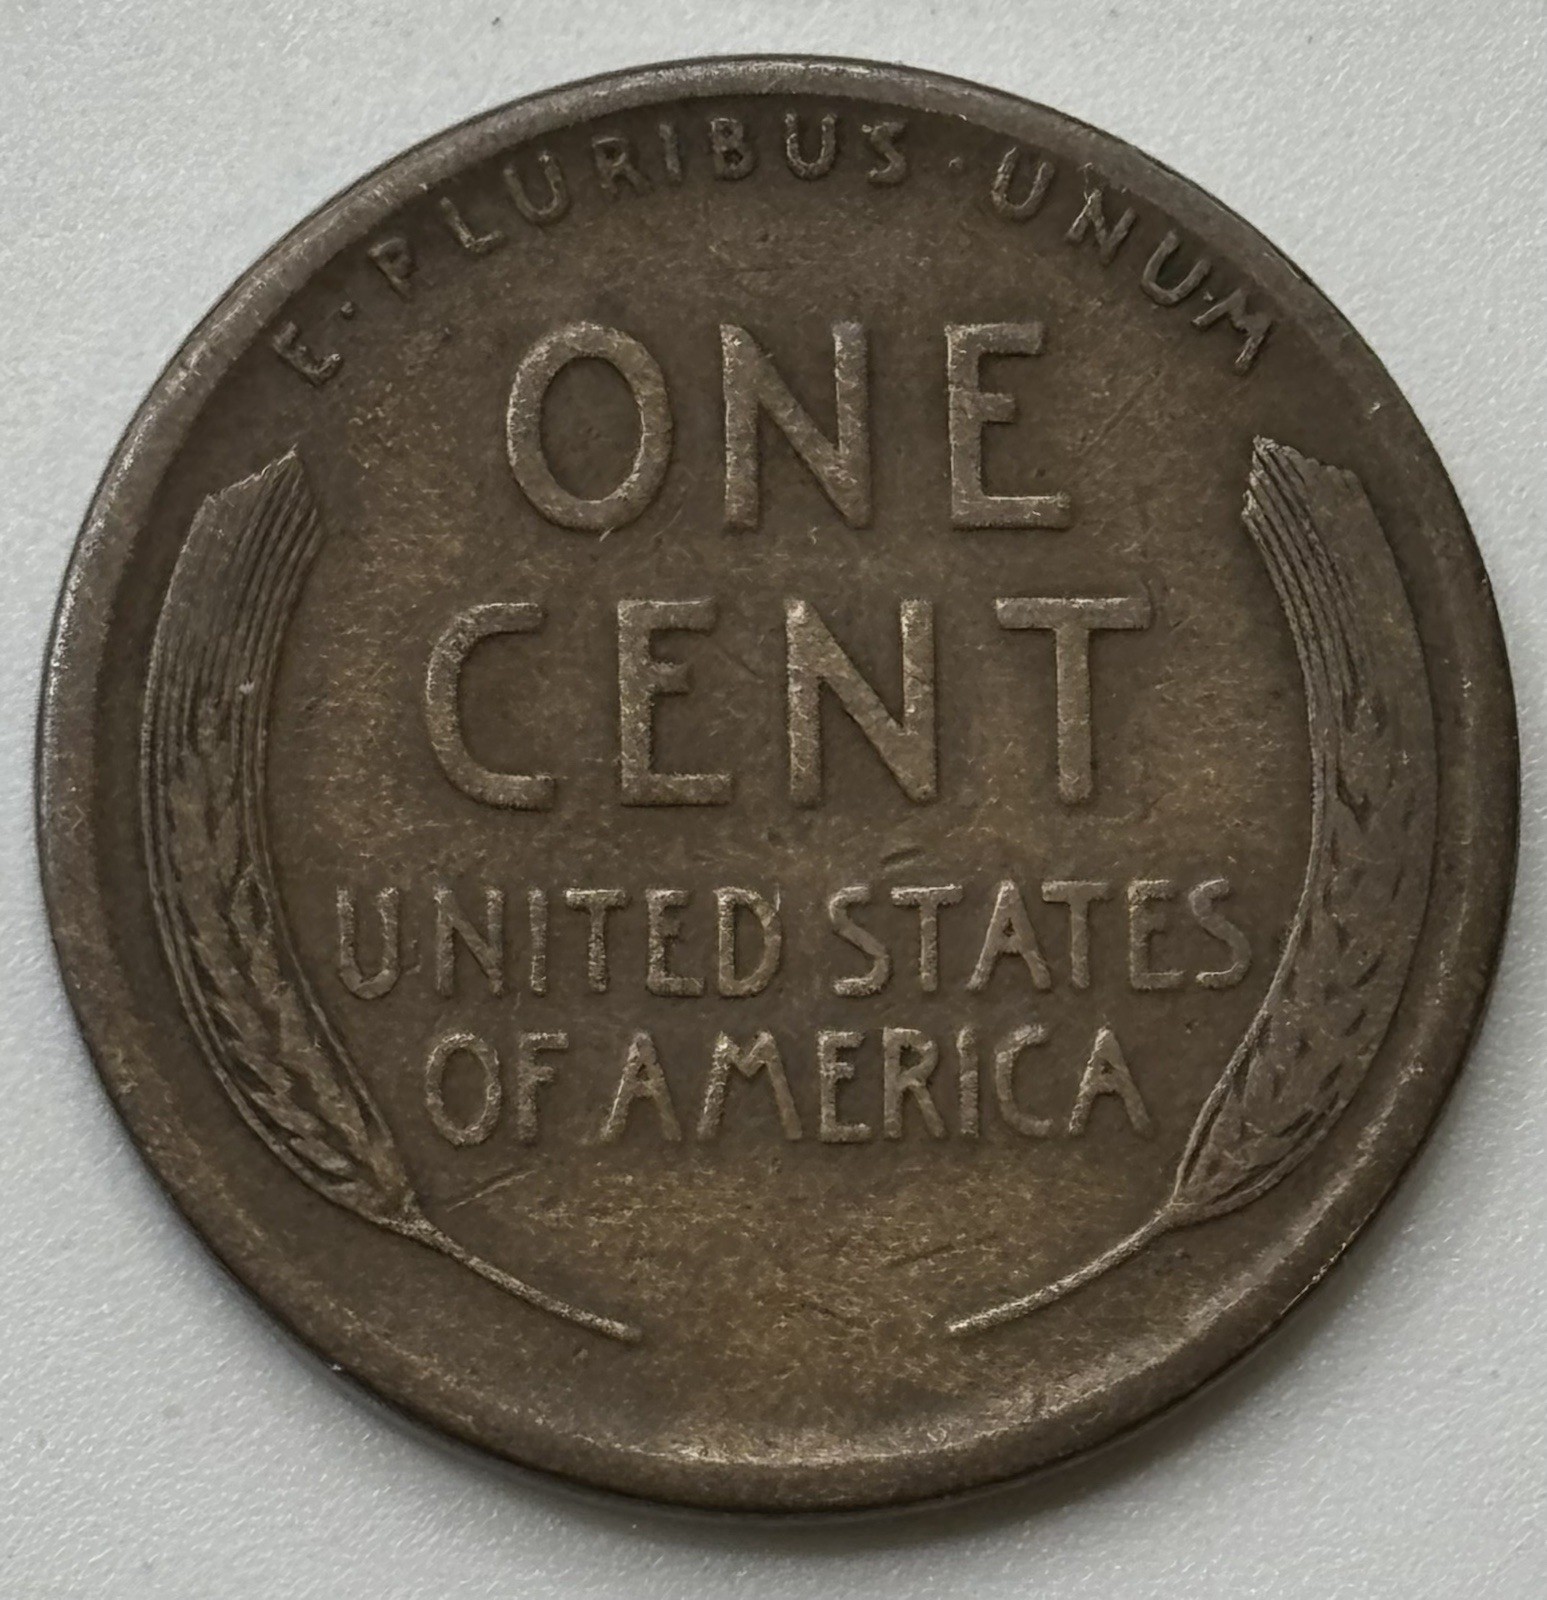 E · PLURIBUS · UNUM
ONE
CENT
UNITED STATES
OF AMERICA